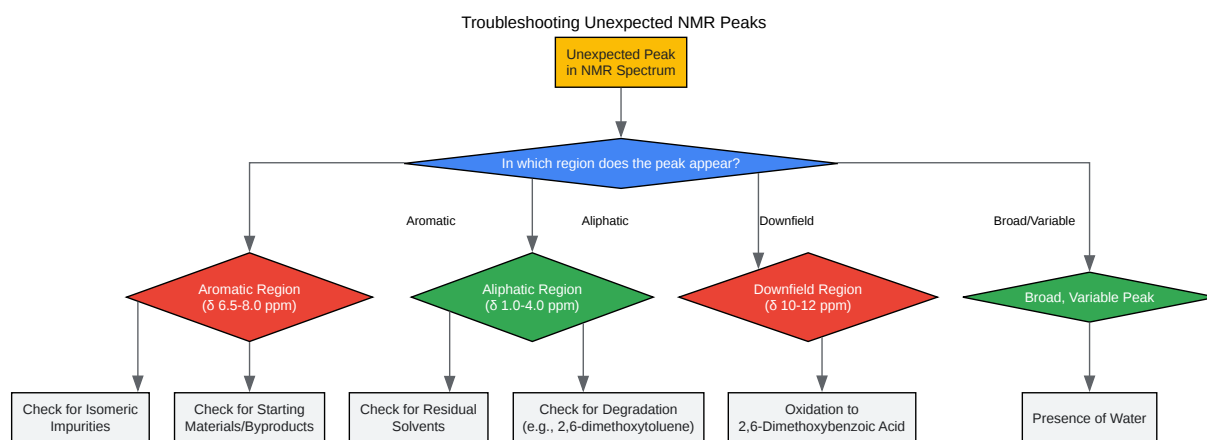 Troubleshooting Unexpected NMR Peaks
Unexpected Peak
in NMR Spectrum
In which region does the peak appear?
Aromatic
Aliphatic
Downfield
Broad/Variable
Aromatic Region
(δ 6.5-8.0 ppm)
Aliphatic Region
(δ 1.0-4.0 ppm)
Downfield Region
(δ 10-12 ppm)
Broad, Variable Peak
Check for Isomeric
Impurities
Check for Starting
Materials/Byproducts
Check for Residual
Solvents
Check for Degradation
(e.g., 2,6-dimethoxytoluene)
Oxidation to
2,6-Dimethoxybenzoic Acid
Presence of Water